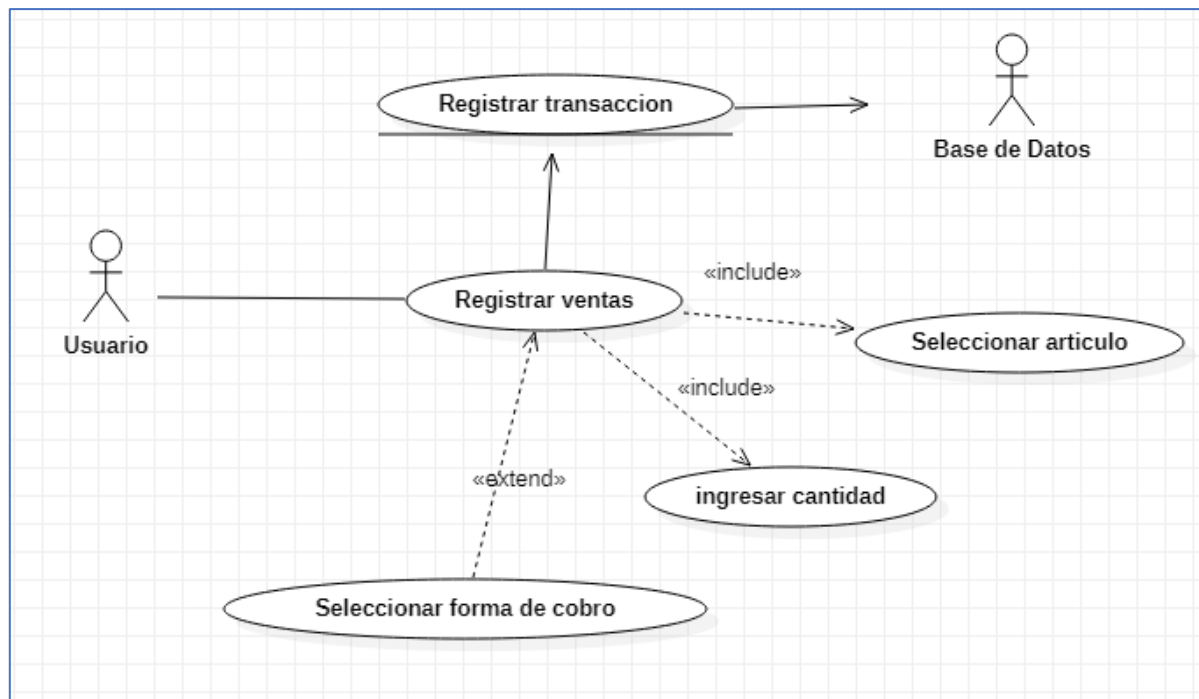 Registrar transaccion
Base de Datos
Usuario
Registrar ventas
«include»
Seleccionar articulo
«include»
«extend»
ingresar cantidad
Seleccionar forma de cobro